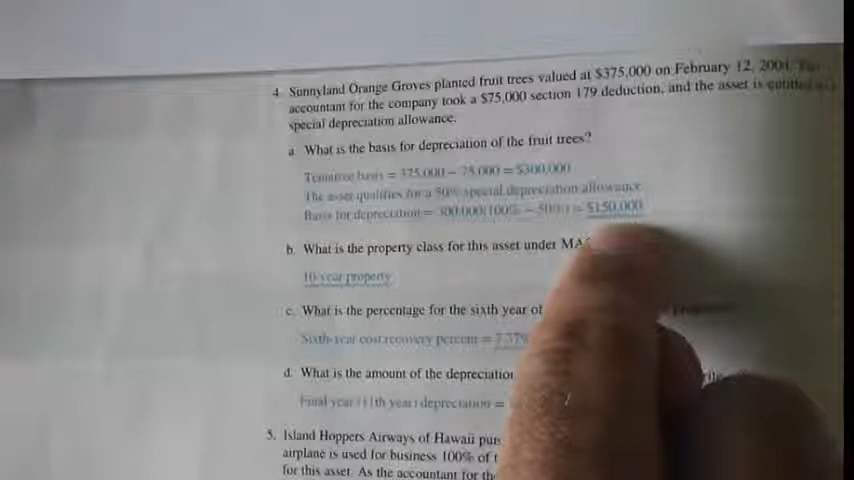 4 Sunnyland Orange Groves planted fruit trees valued at $375,000 on February 12, 2004.
accountant for the company took a $75,000 section 179 deduction, and the asset is entitled
special depreciation allowance.
a What is the basis for depreciation of the fruit trees?
Tentative basis = 375,000 − 75,000 = $300,000
The asset qualifies for a 50% special depreciation allowance
Basis for depreciation = 300,000(100% − 50%) = $150,000
b. What is the property class for this asset under
10-year property
c. What is the percentage for the sixth year of
Sixth-year cost recovery percent = 7.37%
d. What is the amount of the depreciation
Final year (11th year) depreciation =
5. Island Hoppers Airways of Hawaii
airplane is used for business 100% of
for this asset. As the accountant for